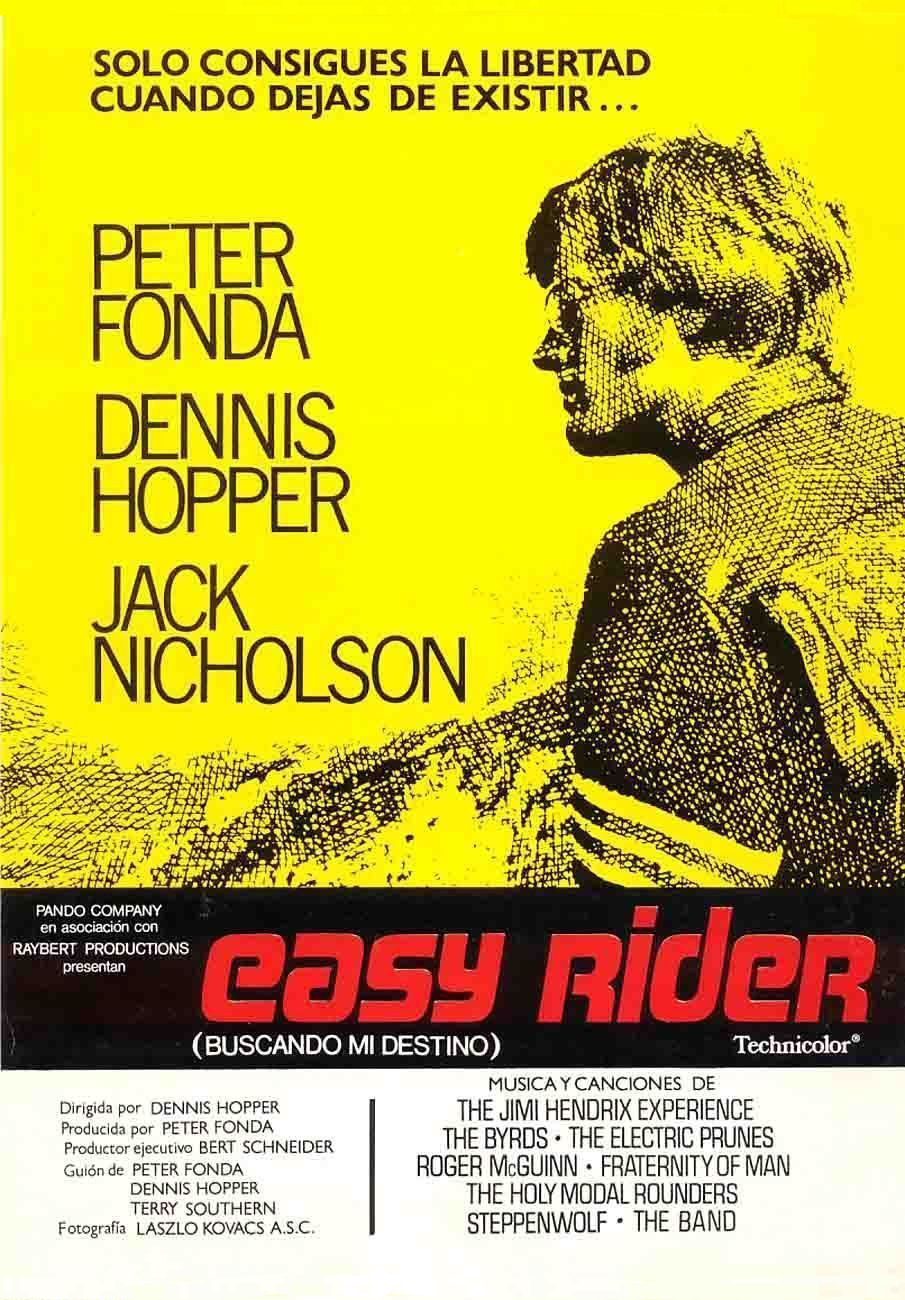 SOLO CONSIGUES LA LIBERTAD
CUANDO DEJAS DE EXISTIR...
PETER
FONDA
DENNIS
HOPPER
JACK
NICHOLSON
PANDO COMPANY
en asociación con
RAYBERT PRODUCTIONS
presentan
easy Rider
(BUSCANDO MI DESTINO)
Technicolor®
Dirigida por DENNIS HOPPER
Producida por PETER FONDA
Productor ejecutivo BERT SCHNEIDER
Guión de PETER FONDA
DENNIS HOPPER
TERRY SOUTHERN
Fotografía LASZLO KOVACS A.S.C.
MUSICA Y CANCIONES DE
THE JIMI HENDRIX EXPERIENCE
THE BYRDS • THE ELECTRIC PRUNES
ROGER McGUINN • FRATERNITY OF MAN
THE HOLY MODAL ROUNDERS
STEPPENWOLF • THE BAND